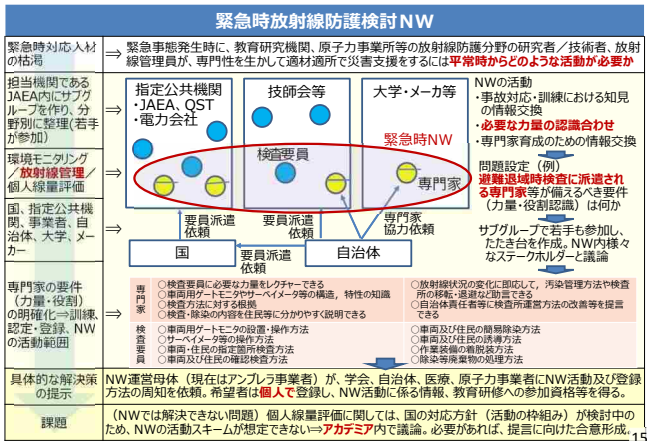 緊急時放射線防護検討NW
緊急時対応人材
の枯渇
⇒ 緊急事態発生時に、教育研究機関、原子力事業所等の放射線防護分野の研究者／技術者、放射
線管理員が、専門性を生かして適材適所で災害支援をするには平常時からどのような活動が必要か
担当機関である
JAEA内にサブグ
ループを作り、分
野別に整理(若手
が参加)
指定公共機関
・JAEA、QST
・電力会社
技師会等
大学・メーカ等
緊急時NW
検査要員
専門家
NWの活動
・事故対応・訓練における知見
の情報交換
・必要な力量の認識合わせ
・専門家育成のための情報交換
環境モニタリング
／放射線管理／
個人線量評価
問題設定（例）
避難退域時検査に派遣さ
れる専門家等が備えるべき要件
（力量・役割認識）は何か
国、指定公共機
関、事業者、自
治体、大学、メー
カー
要員派遣
依頼
要員派遣
依頼
専門家
協力依頼
国
要員派遣
依頼
自治体
サブグループで若手も参加し、
たたき台を作成。NW内様々
なステークホルダーと議論
専門家の要件
（力量・役割）
の明確化⇒訓練、
認定・登録、NW
の活動範囲
専門家
○検査要員に必要な力量をレクチャーできる
○車両用ゲートモニタやサーベイメータ等の構造，特性の知識
○検査方法に対する根拠
○検査・除染の内容を住民等に分かりやすく説明できる
○放射線状況の変化に即応して，汚染管理方法や検査
所の移転・退避など助言できる
○自治体責任者等に検査所運営方法の改善等を提言
できる
検査要員
○車両用ゲートモニタの設置・操作方法
○サーベイメータ等の操作方法
○車両・住民の指定箇所検査方法
○車両及び住民の確認検査方法
○車両及び住民の簡易除染方法
○車両及び住民の誘導方法
○作業装備の着脱装方法
○除染等廃棄物の処理方法
具体的な解決策
の提示
NW運営母体（現在はアンブレラ事業者）が、学会、自治体、医療、原子力事業者にNW活動及び登録
方法の周知を依頼。希望者は個人で登録し、NW活動に係る情報、教育研修への参加資格等を得る。
課題
（NWでは解決できない問題）個人線量評価に関しては、国の対応方針（活動の枠組み）が検討中の
ため、NWの活動スキームが想定できない⇒アカデミア内で議論。必要があれば、提言に向けた合意形成。
15